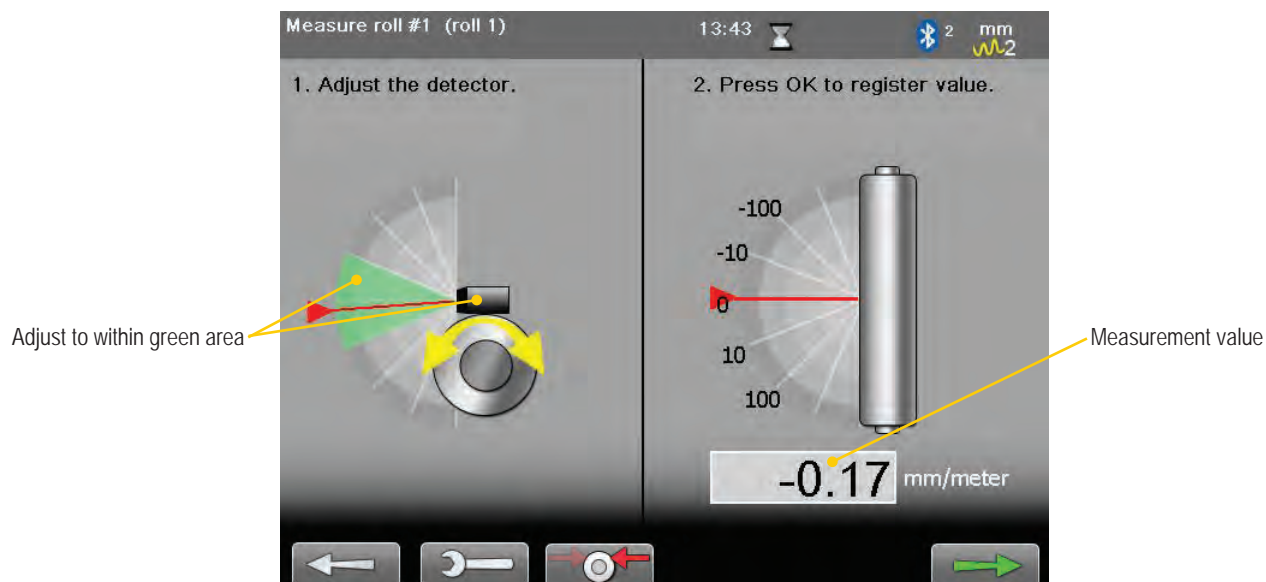 Measure roll #1 (roll 1)
13:43
2
mm
2
1. Adjust the detector.
2. Press OK to register value.
-100
-10
0
10
100
Adjust to within green area
Measurement value
-0.17 mm/meter